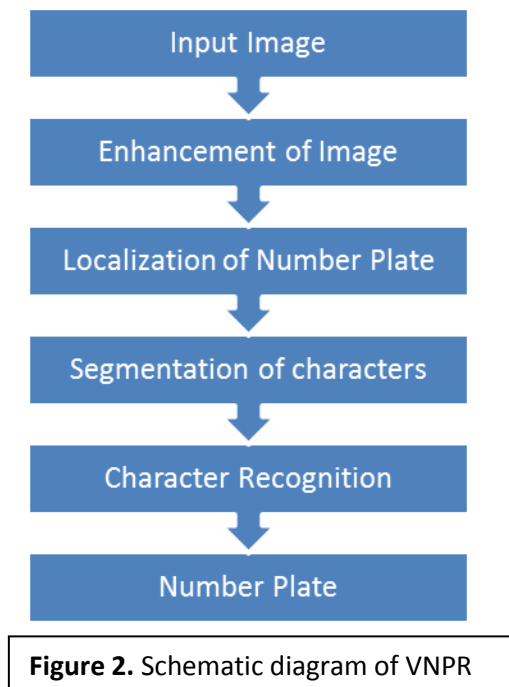 Input Image
Enhancement of Image
Localization of Number Plate
Segmentation of characters
Character Recognition
Number Plate
Figure 2. Schematic diagram of VNPR